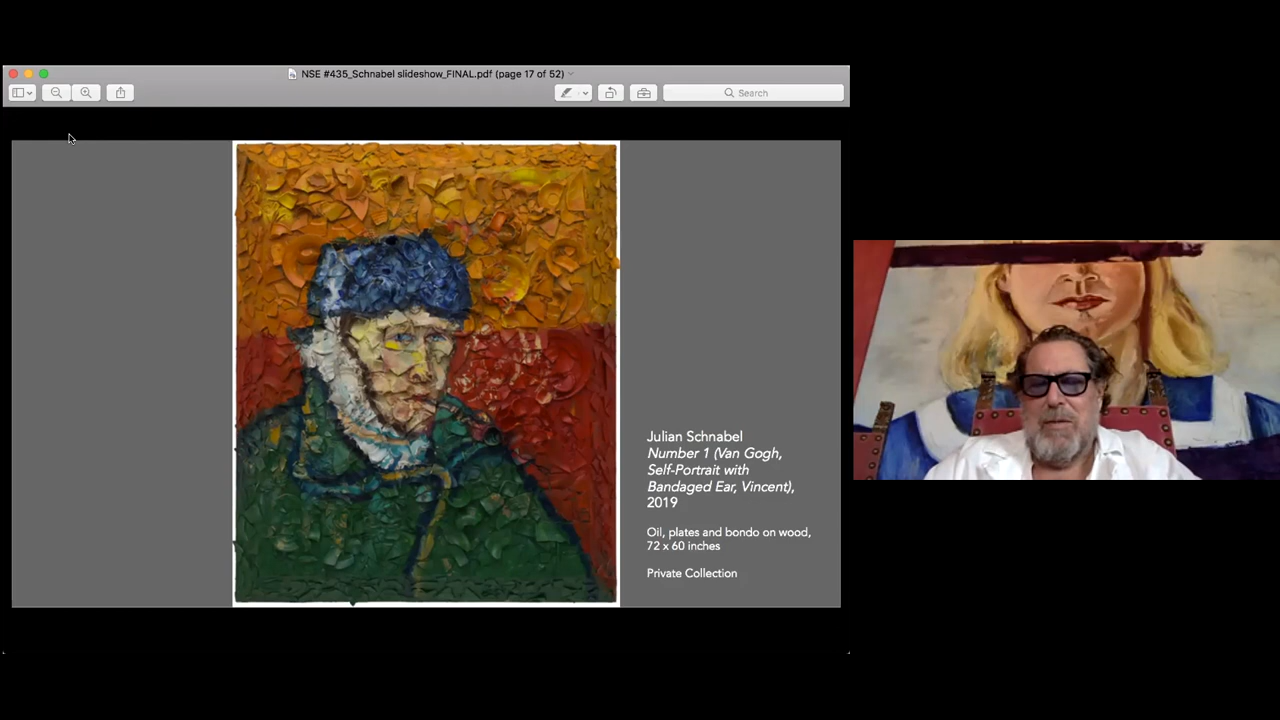 NSE #435_Schnabel slideshow_FINAL.pdf (page 17 of 52)
Search
Julian Schnabel
Number 1 (Van Gogh,
Self-Portrait with
Bandaged Ear, Vincent),
2019
Oil, plates and bondo on wood,
72 x 60 inches
Private Collection